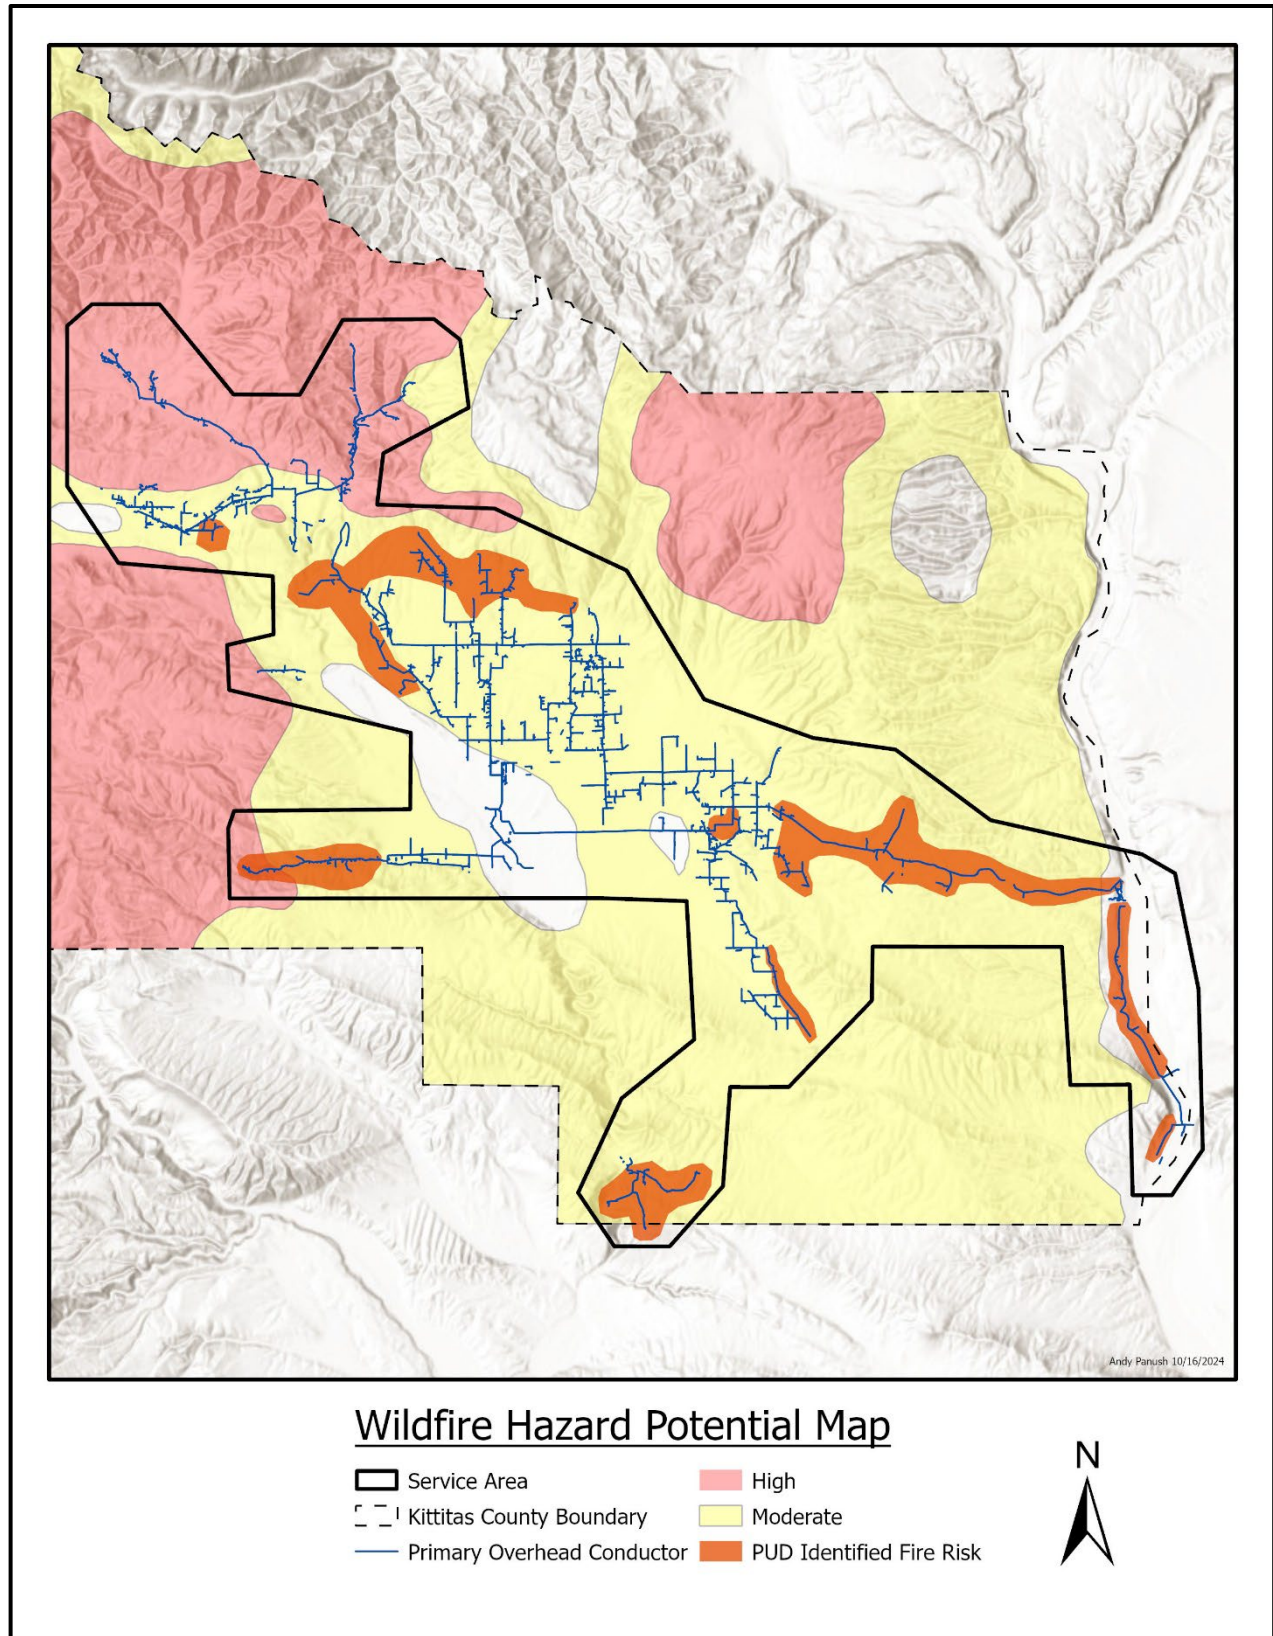 Andy Panush 10/16/2024
Wildfire Hazard Potential Map
Service Area
High
Kittitas County Boundary
Moderate
Primary Overhead Conductor
PUD Identified Fire Risk
N